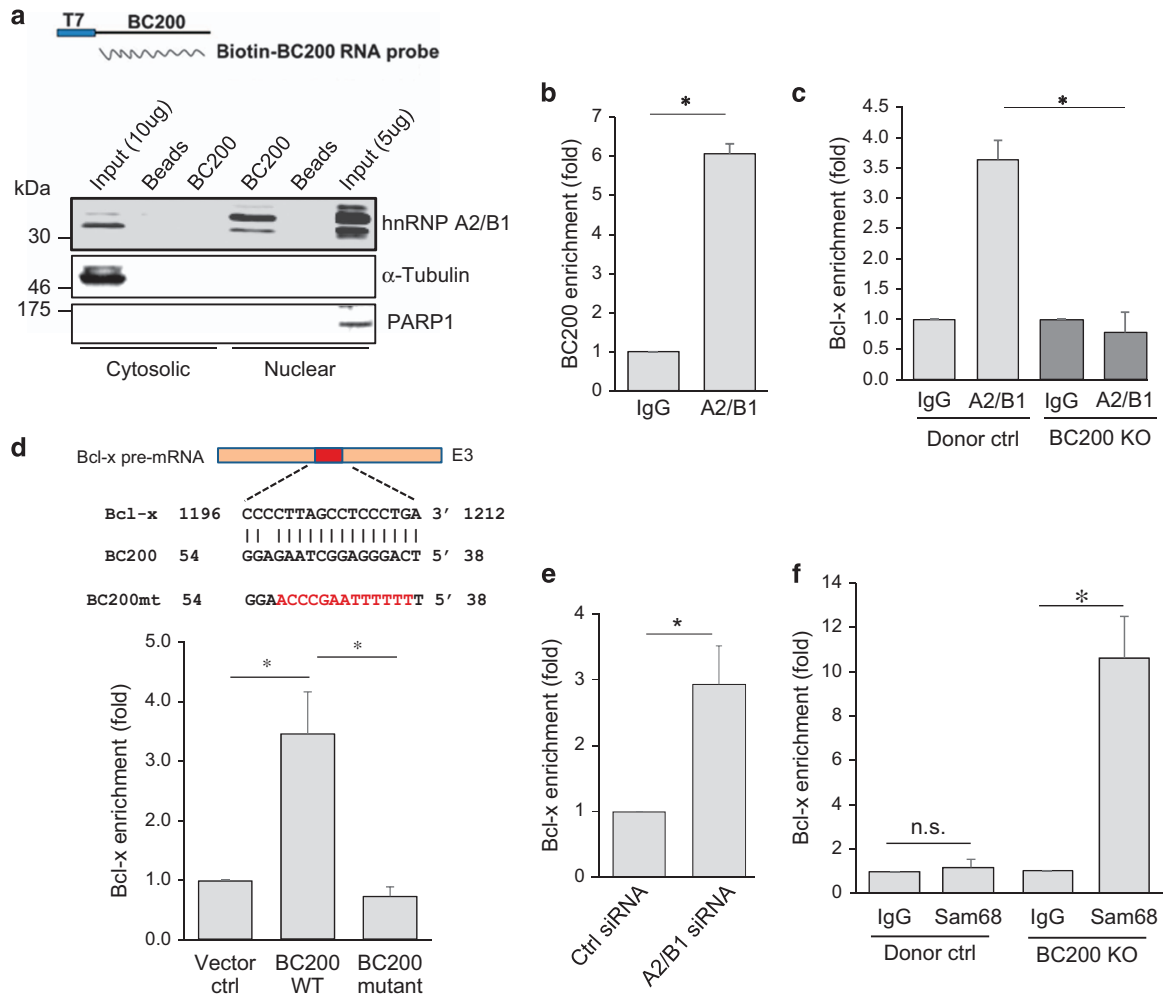 a
T7 BC200
Biotin-BC200 RNA probe
Input (10ug) Beads BC200 BC200 Beads Input (5ug)
kDa
30
hnRNP A2/B1
46
α-Tubulin
175
PARP1
Cytosolic Nuclear
b
BC200 enrichment (fold)
7
6
5
4
3
2
1
0
*
IgG A2/B1
c
Bcl-x enrichment (fold)
4.5
4.0
3.5
3.0
2.5
2.0
1.5
1.0
0.5
0.0
*
IgG A2/B1 IgG A2/B1
Donor ctrl BC200 KO
d
Bcl-x pre-mRNA E3
Bcl-x 1196 CCCCTTAGCCTCCCTGA 3′ 1212
BC200 54 GGAGAATCGGAGGGACT 5′ 38
BC200mt 54 GGAACCCGAATTTTTTT 5′ 38
Bcl-x enrichment (fold)
5.0
4.0
3.0
2.0
1.0
0.0
* *
Vector ctrl
BC200 WT
BC200 mutant
e
Bcl-x enrichment (fold)
4
3
2
1
0
*
Ctrl siRNA A2/B1 siRNA
f
Bcl-x enrichment (fold)
14
12
10
8
6
4
2
0
n.s. *
IgG Sam68 IgG Sam68
Donor ctrl BC200 KO